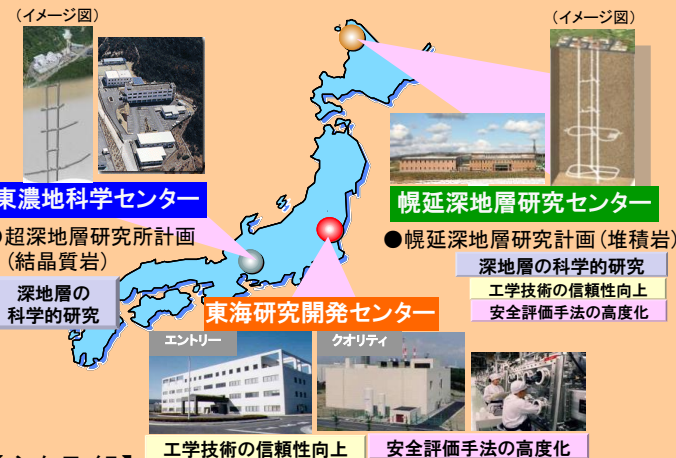 （イメージ図）
（イメージ図）
東濃地科学センター
●超深地層研究所計画
（結晶質岩）
深地層の
科学的研究
幌延深地層研究センター
●幌延深地層研究計画（堆積岩）
深地層の科学的研究
工学技術の信頼性向上
安全評価手法の高度化
東海研究開発センター
エントリー
クオリティ
工学技術の信頼性向上
安全評価手法の高度化